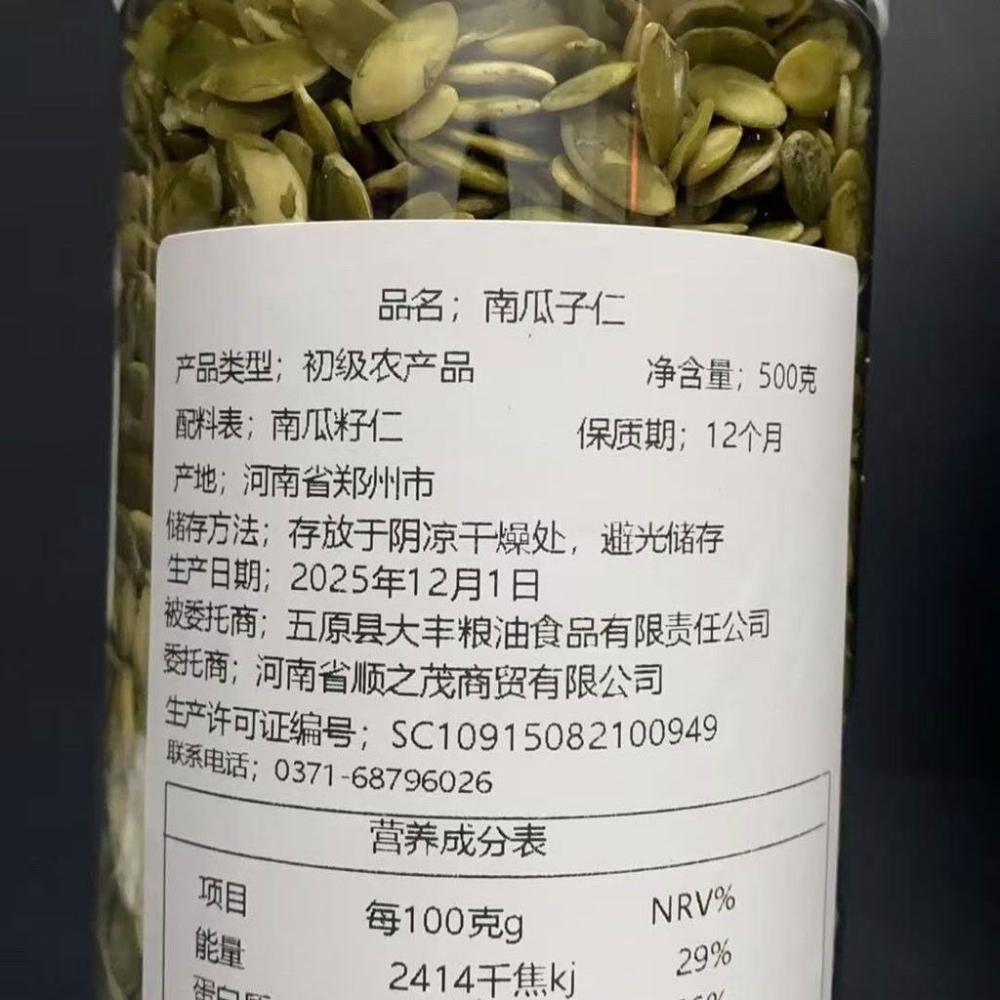 品名；南瓜子仁
产品类型；初级农产品 净含量；500克
配料表；南瓜籽仁 保质期；12个月
产地；河南省郑州市
储存方法；存放于阴凉干燥处，避光储存
生产日期；2025年12月1日
被委托商；五原县大丰粮油食品有限责任公司
委托商；河南省顺之茂商贸有限公司
生产许可证编号；SC10915082100949
联系电话；0371-68796026
营养成分表
项目 每100克g NRV%
能量 2414千焦kj 29%